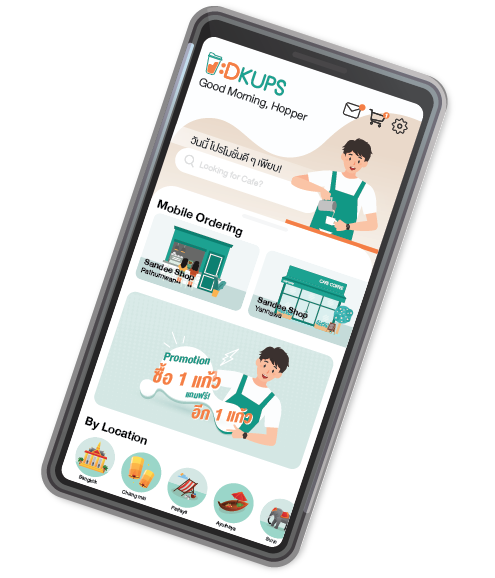 :DKUPS
Good Morning, Hopper
วันนี้ โปรโมชั่นดี ๆ เพียบ!
Looking for Cafe?
Mobile Ordering
Sandee Shop
Pathumwan
CAFE CORNER
Sandee Shop
Yannawa
Promotion
ซื้อ 1 แก้ว
แถมฟรี!
อีก 1 แก้ว
By Location
Bangkok
Chiang mai
Pattaya
Ayuthaya